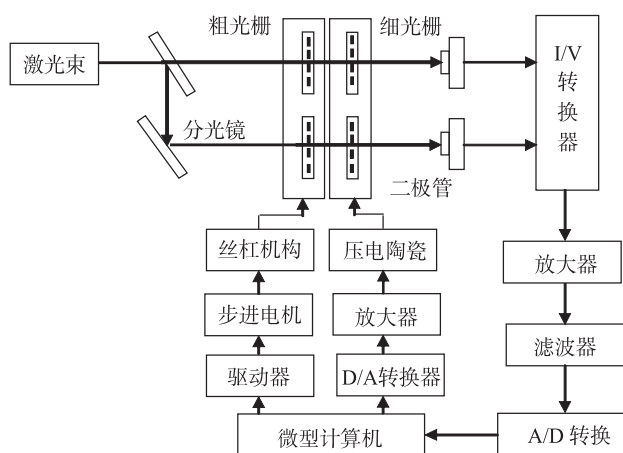 粗光栅
细光栅
激光束
I/V
转
换
器
分光镜
二极管
丝杠机构
压电陶瓷
放大器
步进电机
放大器
滤波器
驱动器
D/A转换器
微型计算机
A/D 转换